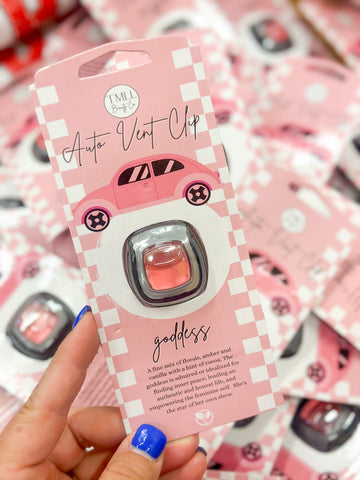 TMLL
Beauty Co
Auto Vent Clip
goddess
A fine mix of florals, amber and
vanilla with a hint of cocoa. The
goddess is admired or idealized for
finding inner peace, leading an
authentic and honest life, and
empowering the feminine self. She's
the star of her own show.